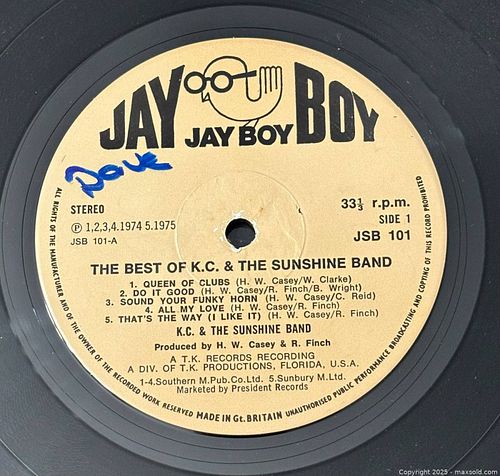 JAY JAY BOY BOY
Dave
STEREO
33⅓ r.p.m.
Ⓟ 1,2,3,4.1974 5.1975
SIDE 1
JSB 101-A
JSB 101
THE BEST OF K.C. & THE SUNSHINE BAND
1. QUEEN OF CLUBS (H. W. Casey/W. Clarke)
2. DO IT GOOD (H. W. Casey/R. Finch/B. Wright)
3. SOUND YOUR FUNKY HORN (H. W. Casey/C. Reid)
4. ALL MY LOVE (H. W. Casey/R. Finch)
5. THAT'S THE WAY (I LIKE IT) (H. W. Casey/R. Finch)
K.C. & THE SUNSHINE BAND
Produced by H. W. Casey & R. Finch
A T.K. RECORDS RECORDING
A DIV. OF T.K. PRODUCTIONS, FLORIDA, U.S.A.
1-4.Southern M.Pub.Co.Ltd. 5.Sunbury M.Ltd.
Marketed by President Records
ALL RIGHTS OF THE MANUFACTURER AND OF THE OWNER OF THE RECORDED WORK RESERVED MADE IN Gt. BRITAIN UNAUTHORISED PUBLIC PERFORMANCE BROADCASTING AND COPYING OF THIS RECORD PROHIBITED
Copyright 2025 - maxsold.com